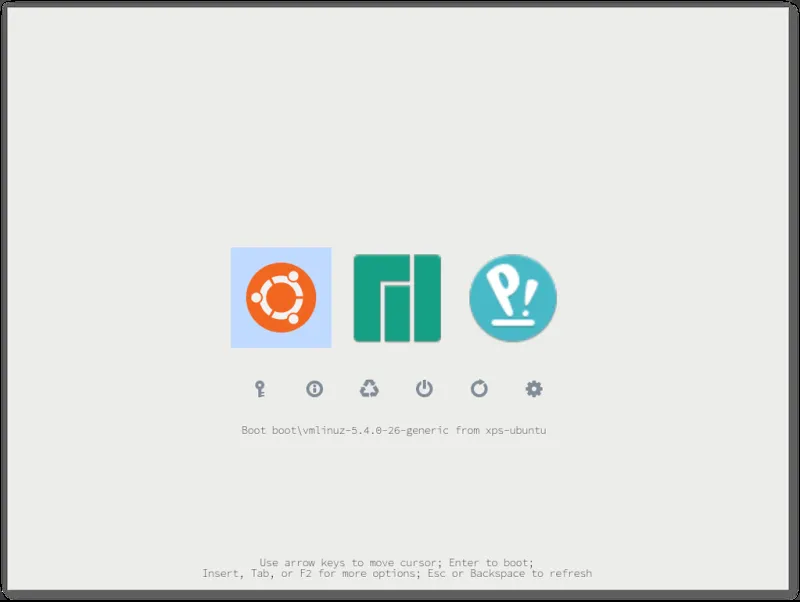 P!
Boot boot\vmlinuz-5.4.0-26-generic from xps-ubuntu
Use arrow keys to move cursor; Enter to boot;
Insert, Tab, or F2 for more options; Esc or Backspace to refresh